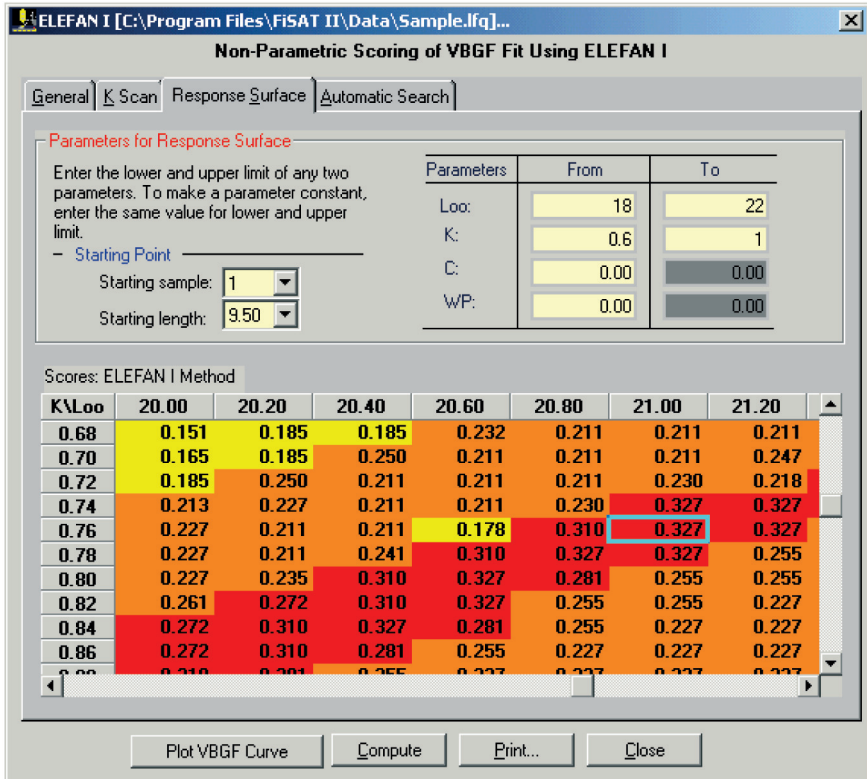 ELEFAN I [C:\Program Files\FiSAT II\Data\Sample.lfq]...
Non-Parametric Scoring of VBGF Fit Using ELEFAN I
General K Scan Response Surface Automatic Search
Parameters for Response Surface
Enter the lower and upper limit of any two
parameters. To make a parameter constant,
enter the same value for lower and upper
limit.
Starting Point
Starting sample: 1
Starting length: 9.50
Parameters From To
Loo: 18 22
K: 0.6 1
C: 0.00 0.00
WP: 0.00 0.00
Scores: ELEFAN I Method
K\Loo 20.00 20.20 20.40 20.60 20.80 21.00 21.20
0.68 0.151 0.185 0.185 0.232 0.211 0.211 0.211
0.70 0.165 0.185 0.250 0.211 0.211 0.211 0.247
0.72 0.185 0.250 0.211 0.211 0.211 0.230 0.218
0.74 0.213 0.227 0.211 0.211 0.230 0.327 0.327
0.76 0.227 0.211 0.211 0.178 0.310 0.327 0.327
0.78 0.227 0.211 0.241 0.310 0.327 0.327 0.255
0.80 0.227 0.235 0.310 0.327 0.281 0.255 0.255
0.82 0.261 0.272 0.310 0.327 0.255 0.255 0.227
0.84 0.272 0.310 0.327 0.281 0.255 0.227 0.227
0.86 0.272 0.310 0.281 0.255 0.227 0.227 0.227
Plot VBGF Curve Compute Print... Close